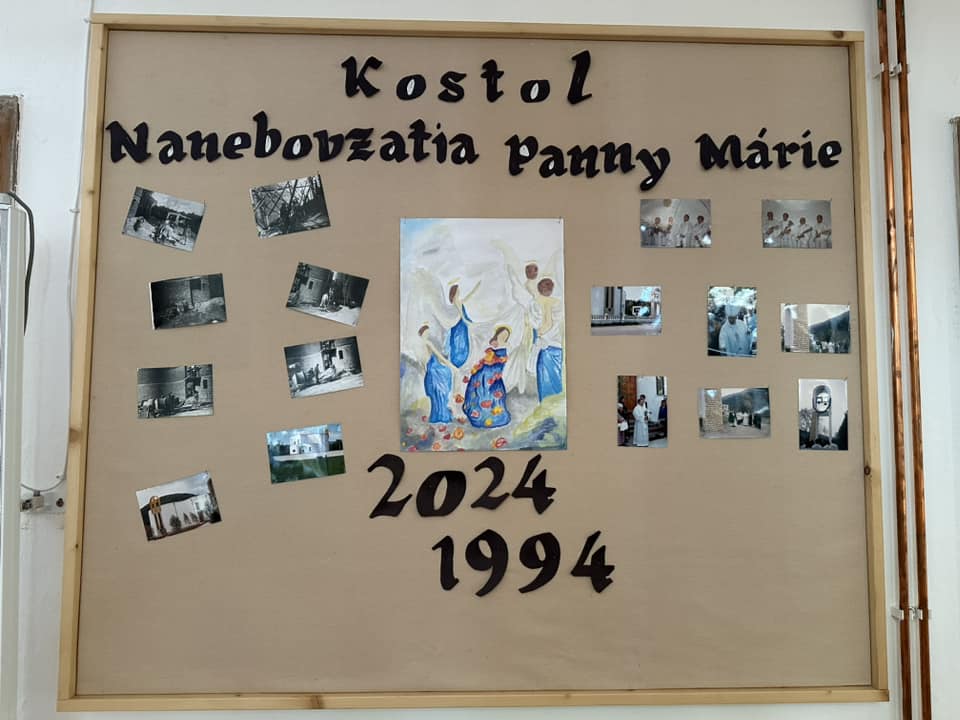 Kostol
Nanebovzatia Panny Márie
2024
1994